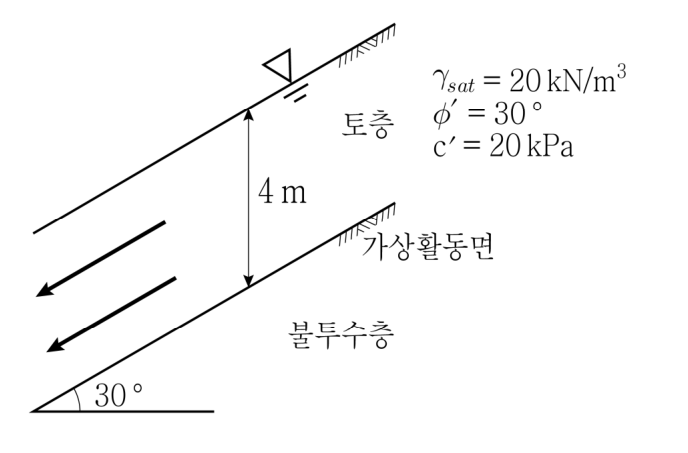 γsat = 20 kN/m³
토층
ϕ′ = 30°
c′ = 20 kPa
4 m
가상활동면
불투수층
30°